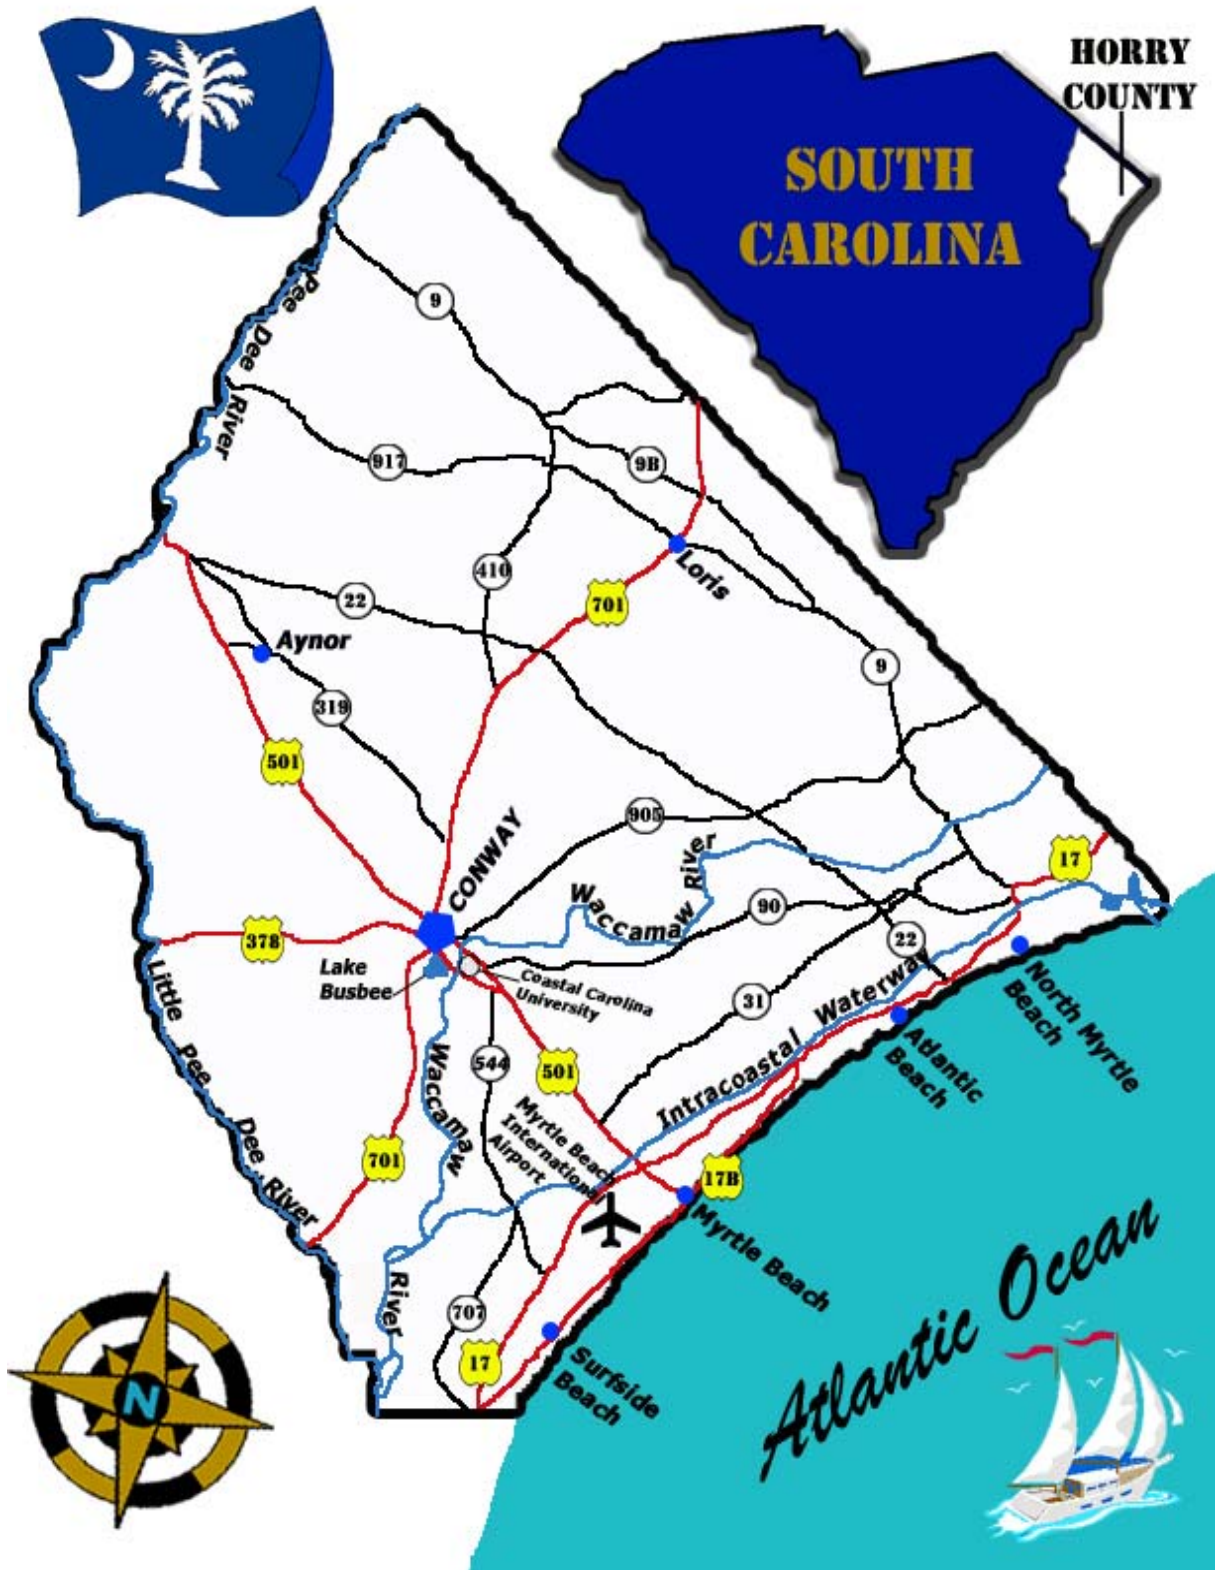 HORRY
COUNTY
SOUTH
CAROLINA
Pee Dee River
9
917
9B
410
Loris
701
22
Aynor
319
9
501
CONWAY
905
17
Waccamaw River
90
378
22
Lake
Busbee
Coastal Carolina
University
31
Little Pee Dee River
Intracoastal Waterway
North Myrtle
Beach
Atlantic
Beach
544
501
Waccamaw River
Myrtle Beach
International
Airport
701
17B
Myrtle Beach
707
17
Surfside
Beach
Atlantic Ocean
N